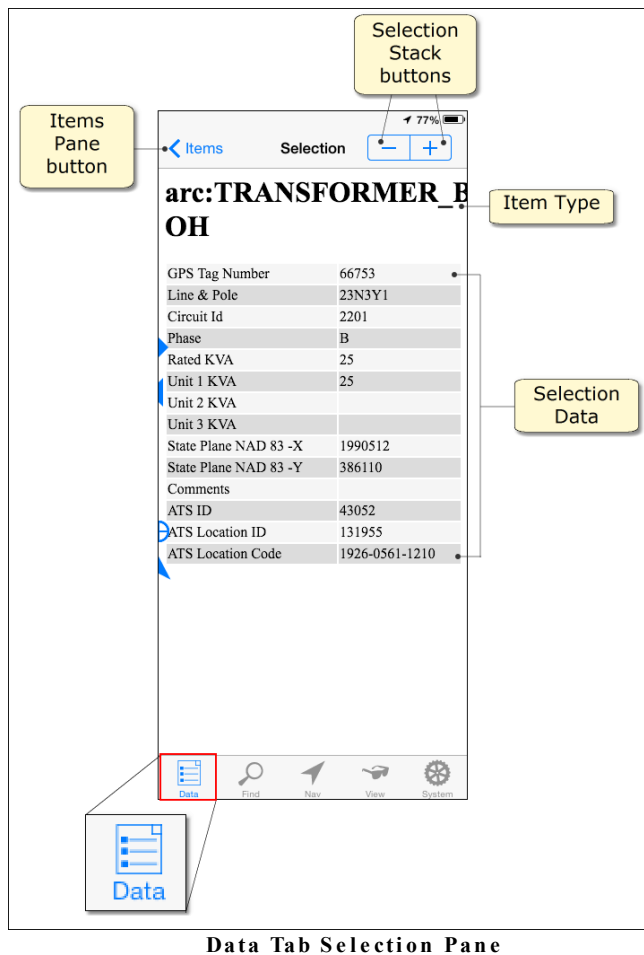 Selection
Stack
buttons
Items
Pane
button
77%
Items Selection − +
arc:TRANSFORMER_B
OH
Item Type
GPS Tag Number 66753
Line & Pole 23N3Y1
Circuit Id 2201
Phase B
Rated KVA 25
Unit 1 KVA 25
Unit 2 KVA
Unit 3 KVA
State Plane NAD 83 -X 1990512
State Plane NAD 83 -Y 386110
Comments
ATS ID 43052
ATS Location ID 131955
ATS Location Code 1926-0561-1210
Selection
Data
Data Find Nav View System
Data
Data Tab Selection Pane